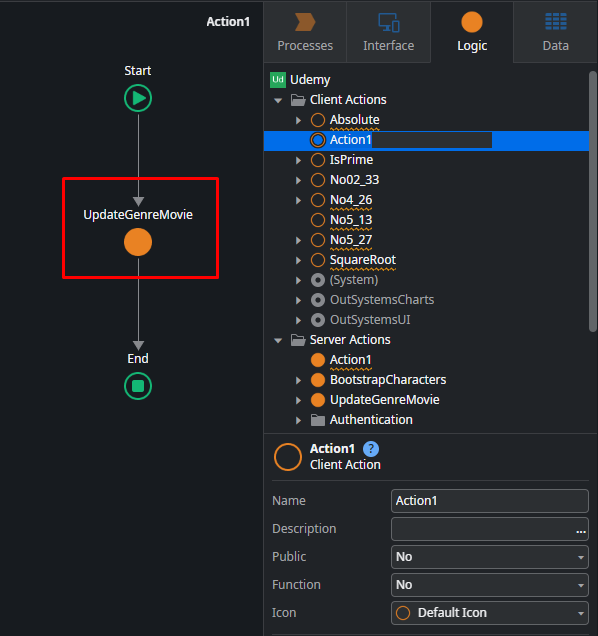 Action1
Start
UpdateGenreMovie
End
Processes
Interface
Logic
Data
Ud Udemy
Client Actions
Absolute
Action1
IsPrime
No02_33
No4_26
No5_13
No5_27
SquareRoot
(System)
OutSystemsCharts
OutSystemsUI
Server Actions
Action1
BootstrapCharacters
UpdateGenreMovie
Authentication
Action1 ?
Client Action
Name Action1
Description ...
Public No
Function No
Icon Default Icon